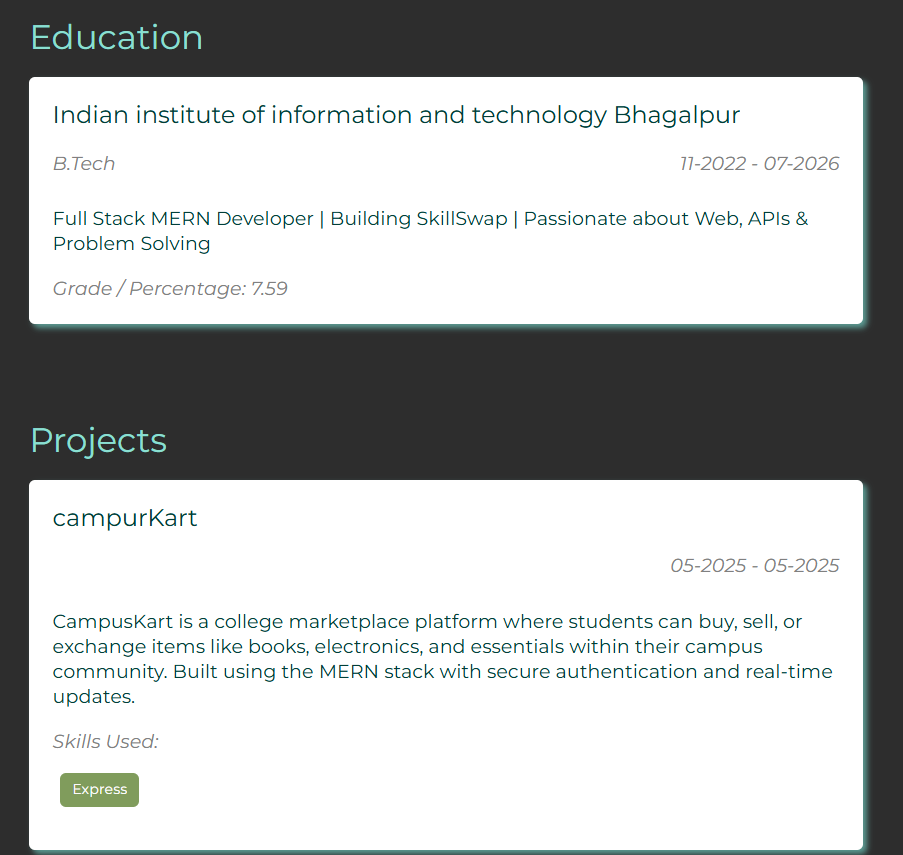 Education
Indian institute of information and technology Bhagalpur
B.Tech
11-2022 - 07-2026
Full Stack MERN Developer | Building SkillSwap | Passionate about Web, APIs &
Problem Solving
Grade / Percentage: 7.59
Projects
campurKart
05-2025 - 05-2025
CampusKart is a college marketplace platform where students can buy, sell, or
exchange items like books, electronics, and essentials within their campus
community. Built using the MERN stack with secure authentication and real-time
updates.
Skills Used:
Express